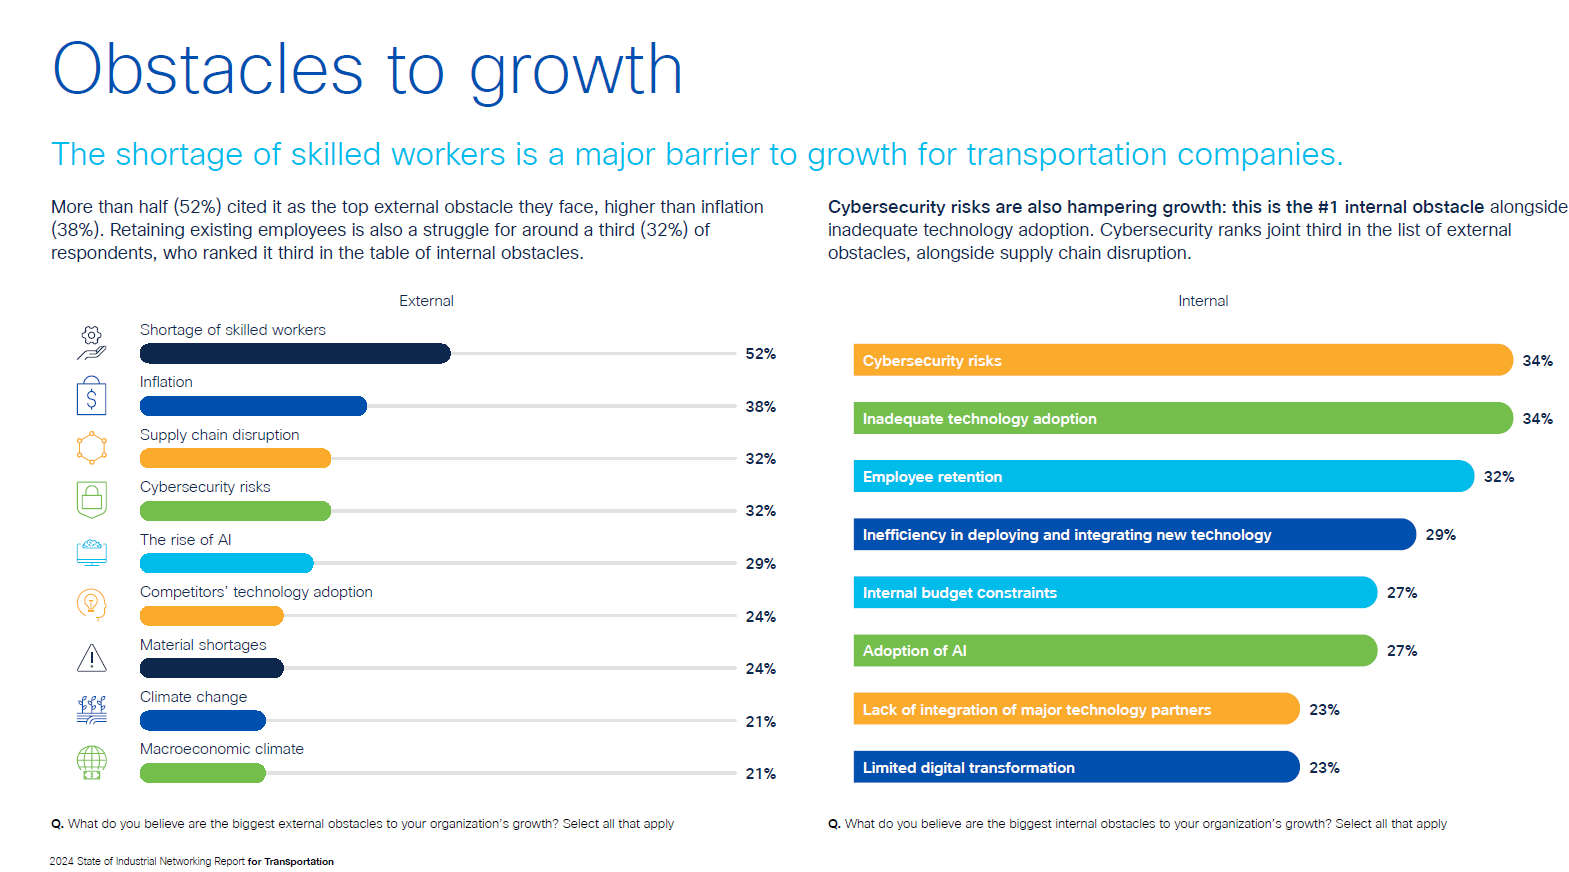 Obstacles to growth
The shortage of skilled workers is a major barrier to growth for transportation companies.
More than half (52%) cited it as the top external obstacle they face, higher than inflation
(38%). Retaining existing employees is also a struggle for around a third (32%) of
respondents, who ranked it third in the table of internal obstacles.
Cybersecurity risks are also hampering growth: this is the #1 internal obstacle alongside
inadequate technology adoption. Cybersecurity ranks joint third in the list of external
obstacles, alongside supply chain disruption.
External
Shortage of skilled workers
52%
Inflation
$
38%
Supply chain disruption
32%
Cybersecurity risks
32%
The rise of AI
29%
Competitors’ technology adoption
24%
Material shortages
24%
Climate change
21%
Macroeconomic climate
21%
Q. What do you believe are the biggest external obstacles to your organization’s growth? Select all that apply
Internal
Cybersecurity risks 34%
Inadequate technology adoption 34%
Employee retention 32%
Inefficiency in deploying and integrating new technology 29%
Internal budget constraints 27%
Adoption of AI 27%
Lack of integration of major technology partners 23%
Limited digital transformation 23%
Q. What do you believe are the biggest internal obstacles to your organization’s growth? Select all that apply
2024 State of Industrial Networking Report for Transportation